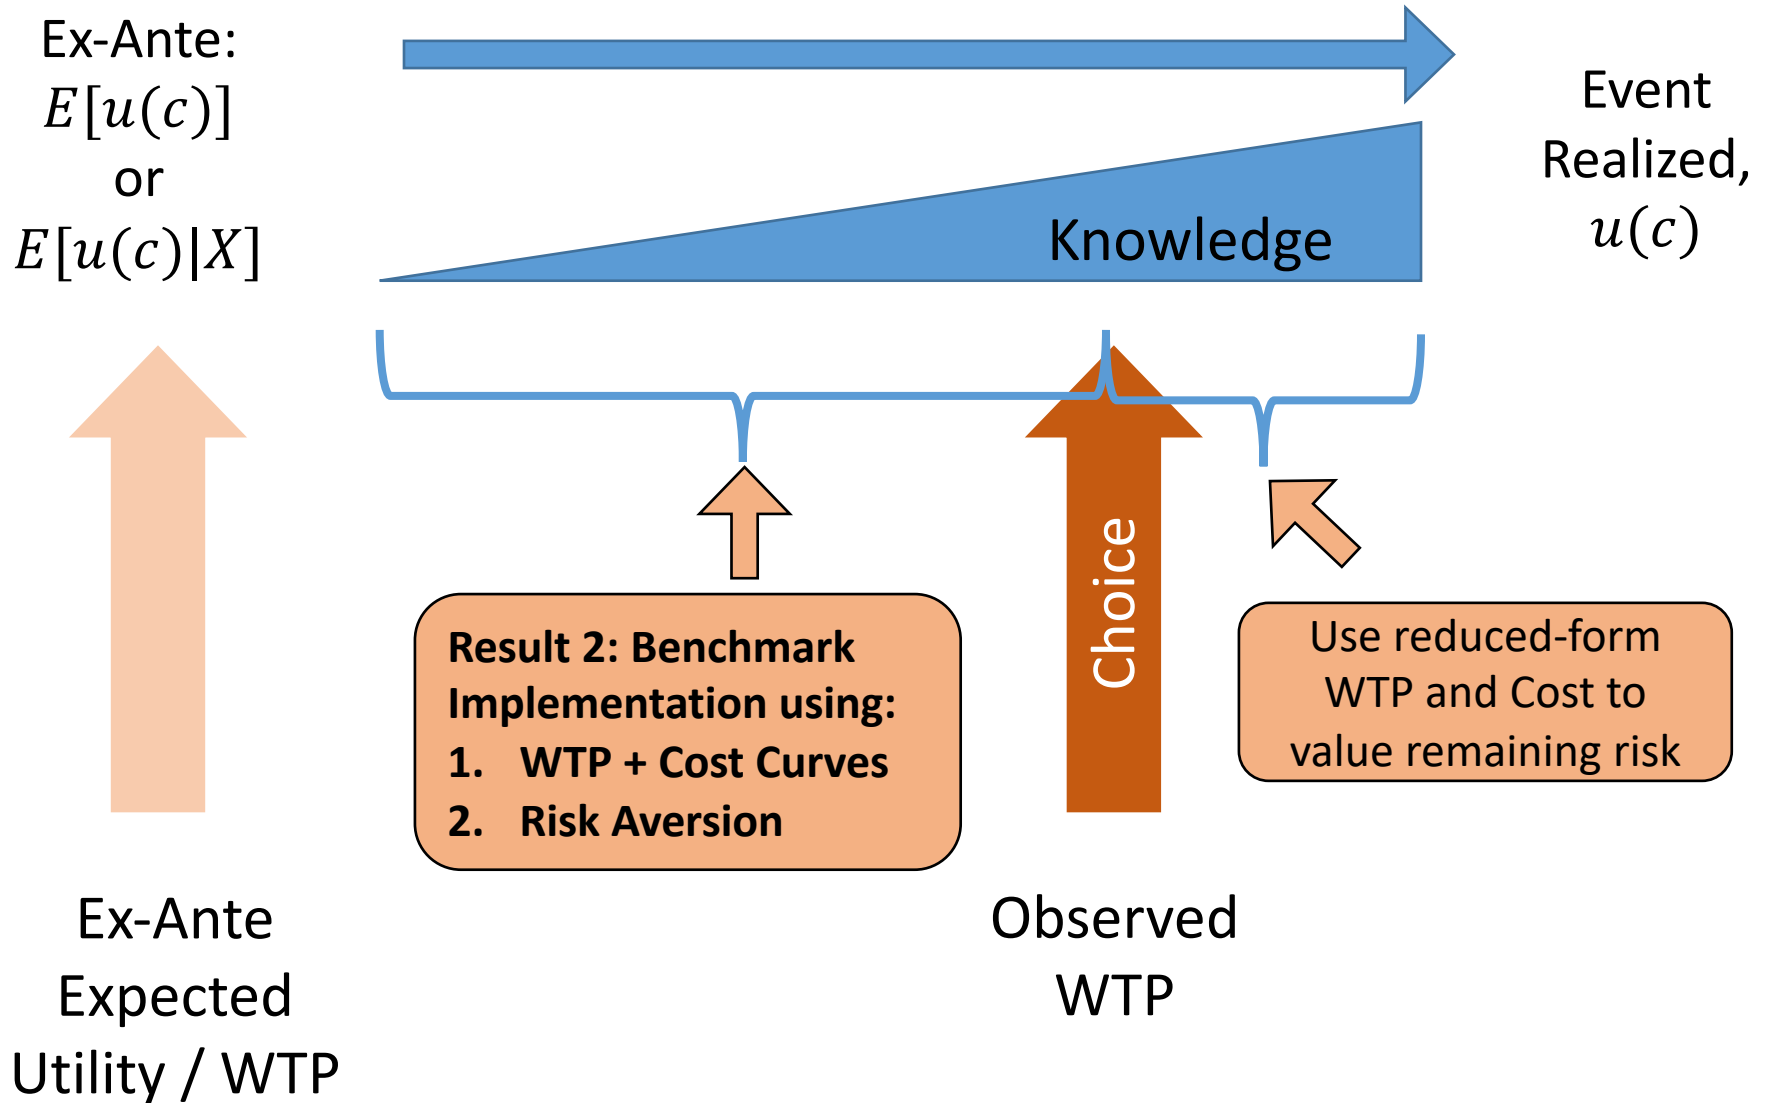 Ex-Ante:
E[u(c)]
or
E[u(c)|X]
Event
Realized,
u(c)
Knowledge
Choice
Result 2: Benchmark
Implementation using:
1. WTP + Cost Curves
2. Risk Aversion
Use reduced-form
WTP and Cost to
value remaining risk
Ex-Ante
Expected
Utility / WTP
Observed
WTP